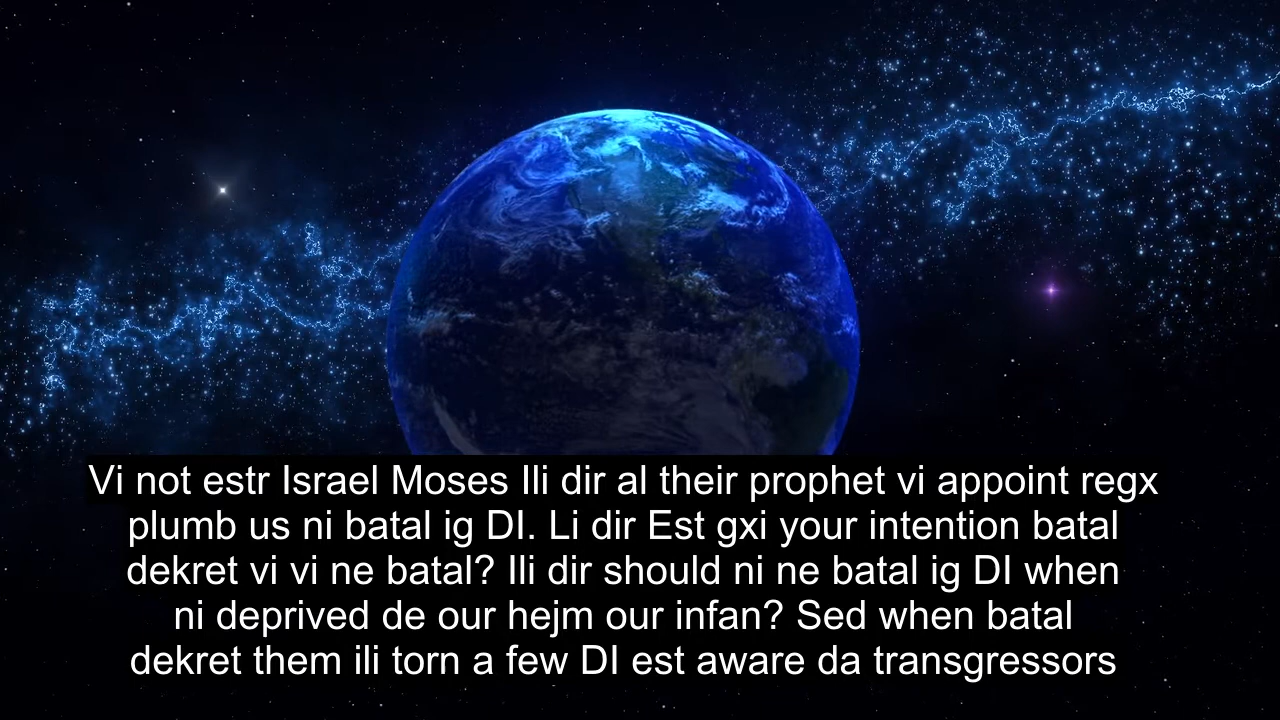 Vi not estr Israel Moses Ili dir al their prophet vi appoint regx
plumb us ni batal ig DI. Li dir Est gxi your intention batal
dekret vi vi ne batal? Ili dir should ni ne batal ig DI when
ni deprived de our hejm our infan? Sed when batal
dekret them ili torn a few DI est aware da transgressors